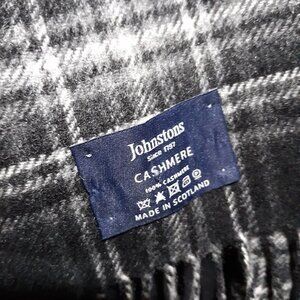 Johnstons
Since 1797
CASHMERE
100% CASHMERE
MADE IN SCOTLAND